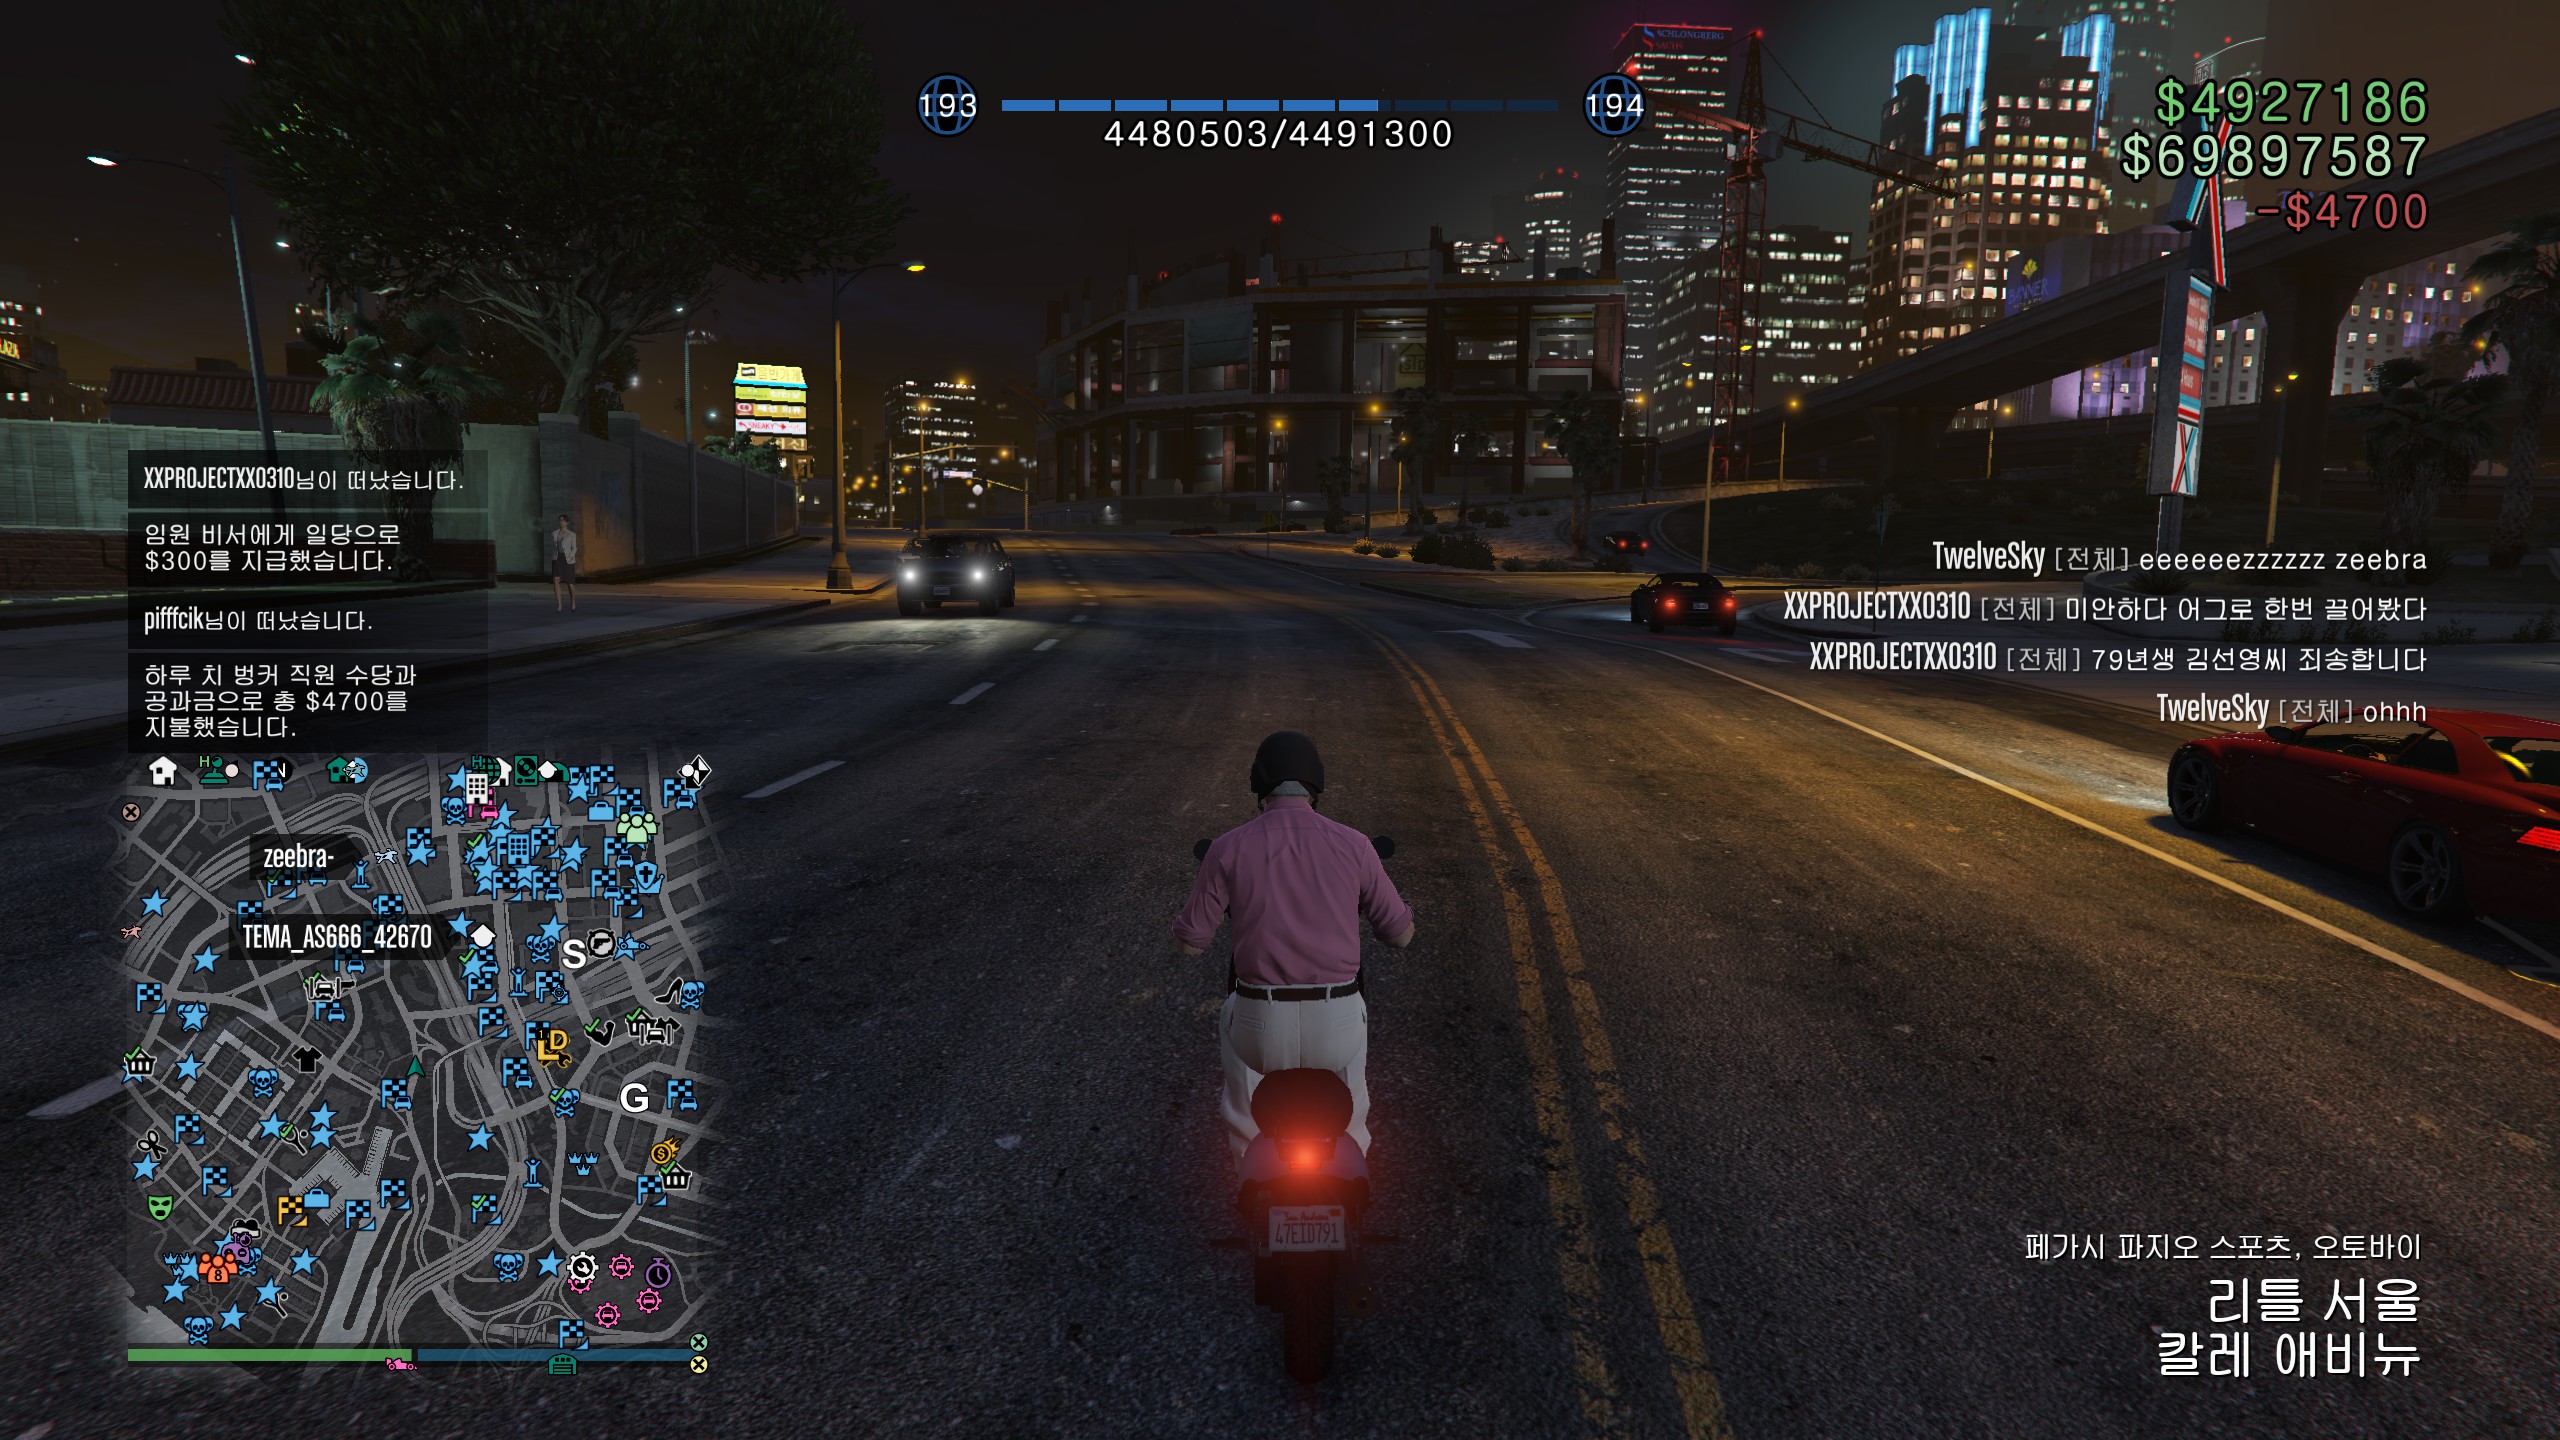 SCHLONGBERG
SACHS
193
194
4480503/4491300
$4927186
$69897587
-$4700
BANNER
SNEAKY
XXPROJECTXX0310님이 떠났습니다.
임원 비서에게 일당으로
$300를 지급했습니다.
pifffcik님이 떠났습니다.
하루 치 벙커 직원 수당과
공과금으로 총 $4700를
지불했습니다.
TwelveSky [전체] eeeeeezzzzzz zeebra
XXPROJECTXX0310 [전체] 미안하다 어그로 한번 끌어봤다
XXPROJECTXX0310 [전체] 79년생 김선영씨 죄송합니다
TwelveSky [전체] ohhh
zeebra-
TEMA_AS666_42670
S
D
L
G
8
San Andreas
47EID791
페가시 파지오 스포츠, 오토바이
리틀 서울
칼레 애비뉴